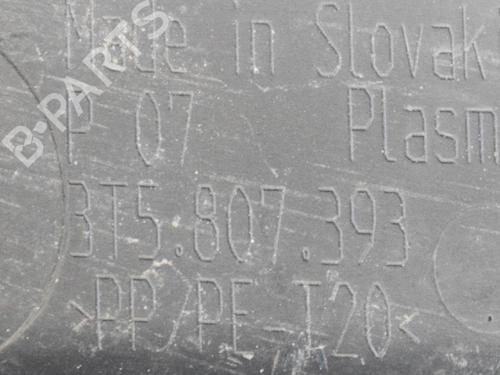 Made in Slovak
P 07 Plasm
3T5.807.393
>PP/PE-T20<
B-PARTS